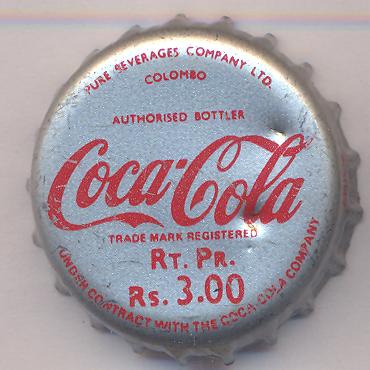 PURE BEVERAGES COMPANY LTD.
COLOMBO
AUTHORISED BOTTLER
Coca-Cola
TRADE MARK REGISTERED
RT. PR.
Rs. 3.00
UNDER CONTRACT WITH THE COCA-COLA COMPANY